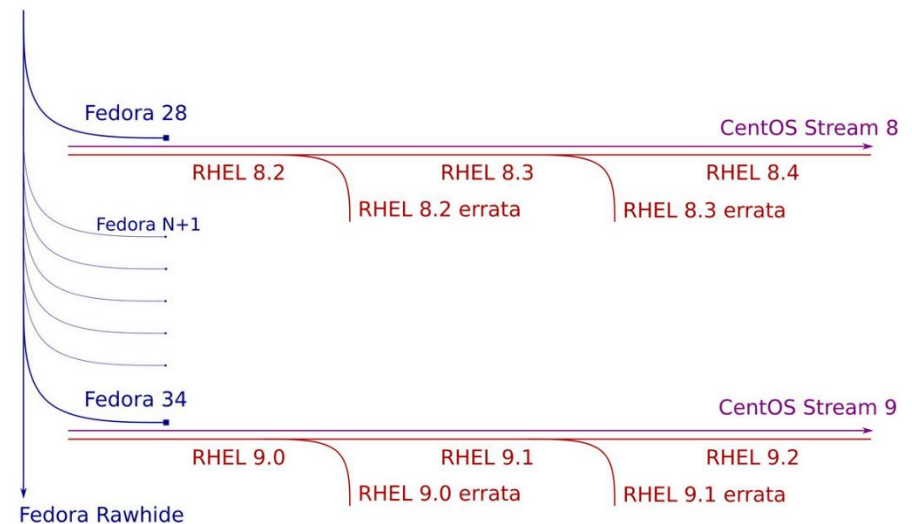 Fedora 28
CentOS Stream 8
RHEL 8.2
RHEL 8.3
RHEL 8.4
RHEL 8.2 errata
RHEL 8.3 errata
Fedora N+1
Fedora 34
CentOS Stream 9
RHEL 9.0
RHEL 9.1
RHEL 9.2
RHEL 9.0 errata
RHEL 9.1 errata
Fedora Rawhide